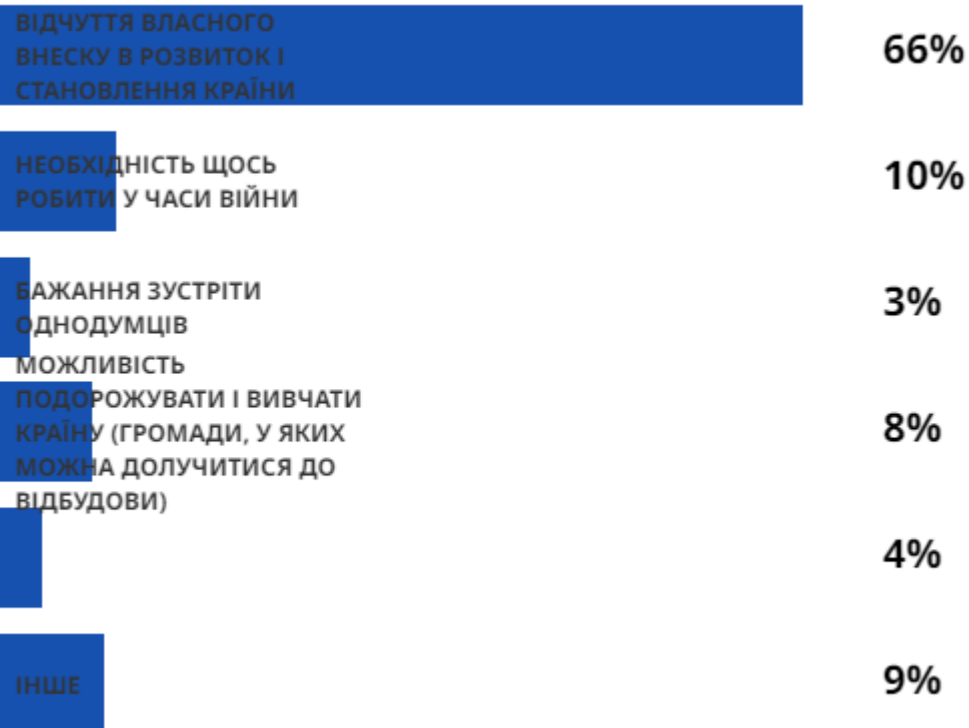 ВІДЧУТТЯ ВЛАСНОГО
ВНЕСКУ В РОЗВИТОК І
СТАНОВЛЕННЯ КРАЇНИ
66%
НЕОБХІДНІСТЬ ЩОСЬ
РОБИТИ У ЧАСИ ВІЙНИ
10%
БАЖАННЯ ЗУСТРІТИ
ОДНОДУМЦІВ
3%
МОЖЛИВІСТЬ
ПОДОРОЖУВАТИ І ВИВЧАТИ
КРАЇНУ (ГРОМАДИ, У ЯКИХ
МОЖНА ДОЛУЧИТИСЯ ДО
ВІДБУДОВИ)
8%
4%
ІНШЕ
9%